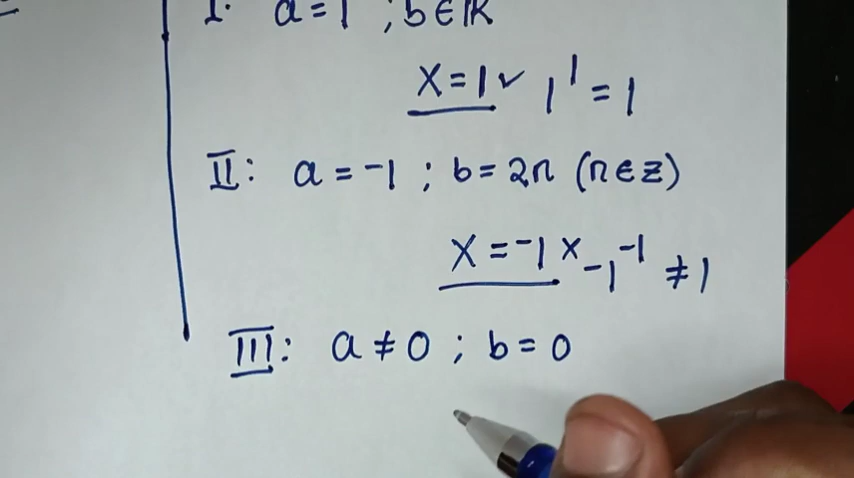 I. a = 1 ; b ∈ ℝ
x = 1 ✓ 1¹ = 1
II: a = -1 ; b = 2n (n ∈ z)
x = -1 x -1⁻¹ ≠ 1
III: a ≠ 0 ; b = 0